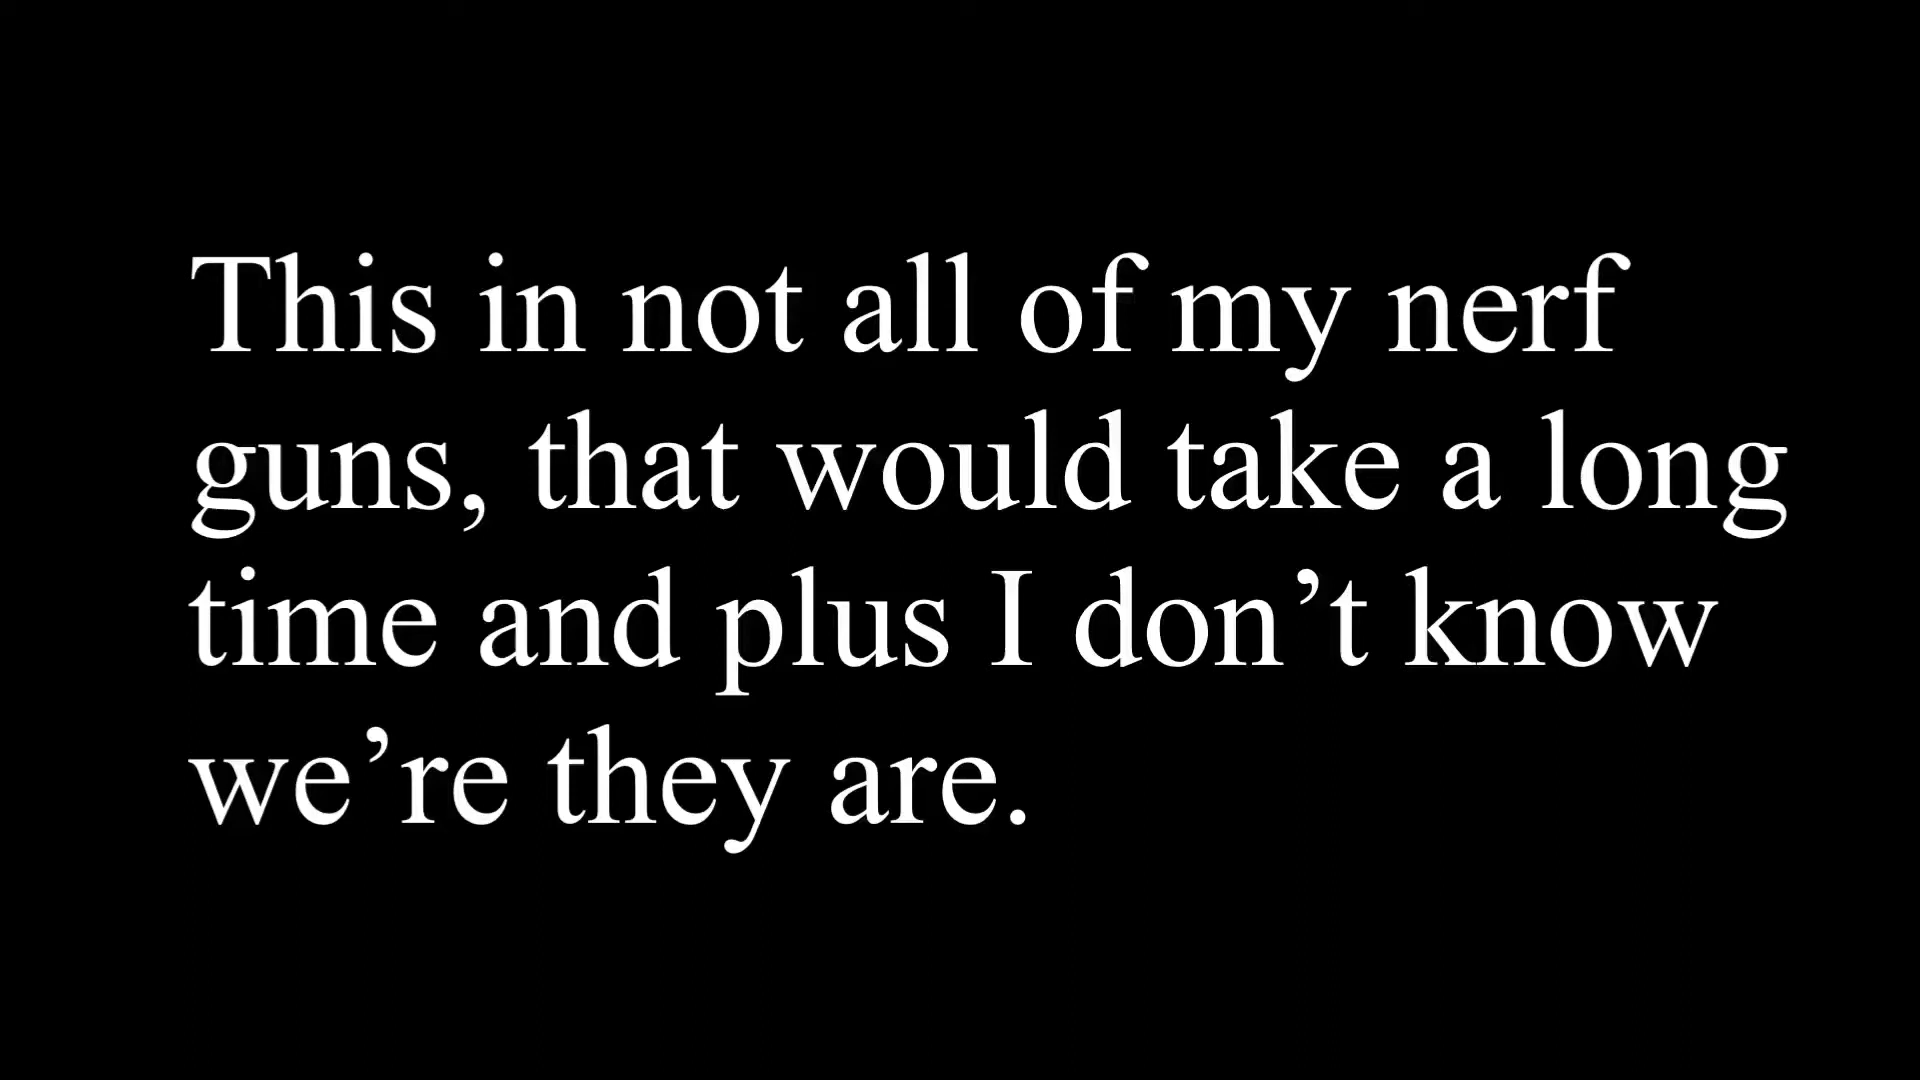 This in not all of my nerf
guns, that would take a long
time and plus I don’t know
we’re they are.